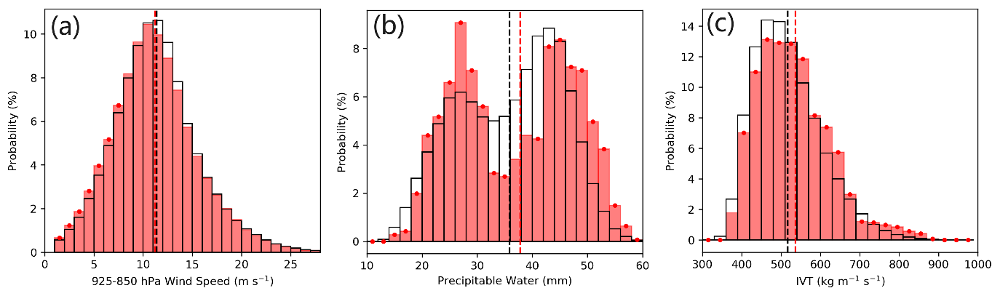 (a)
Probability (%)
10
8
6
4
2
0
0 5 10 15 20 25
925-850 hPa Wind Speed (m s⁻¹)
(b)
Probability (%)
8
6
4
2
0
10 20 30 40 50 60
Precipitable Water (mm)
(c)
Probability (%)
14
12
10
8
6
4
2
0
300 400 500 600 700 800 900 1000
IVT (kg m⁻¹ s⁻¹)